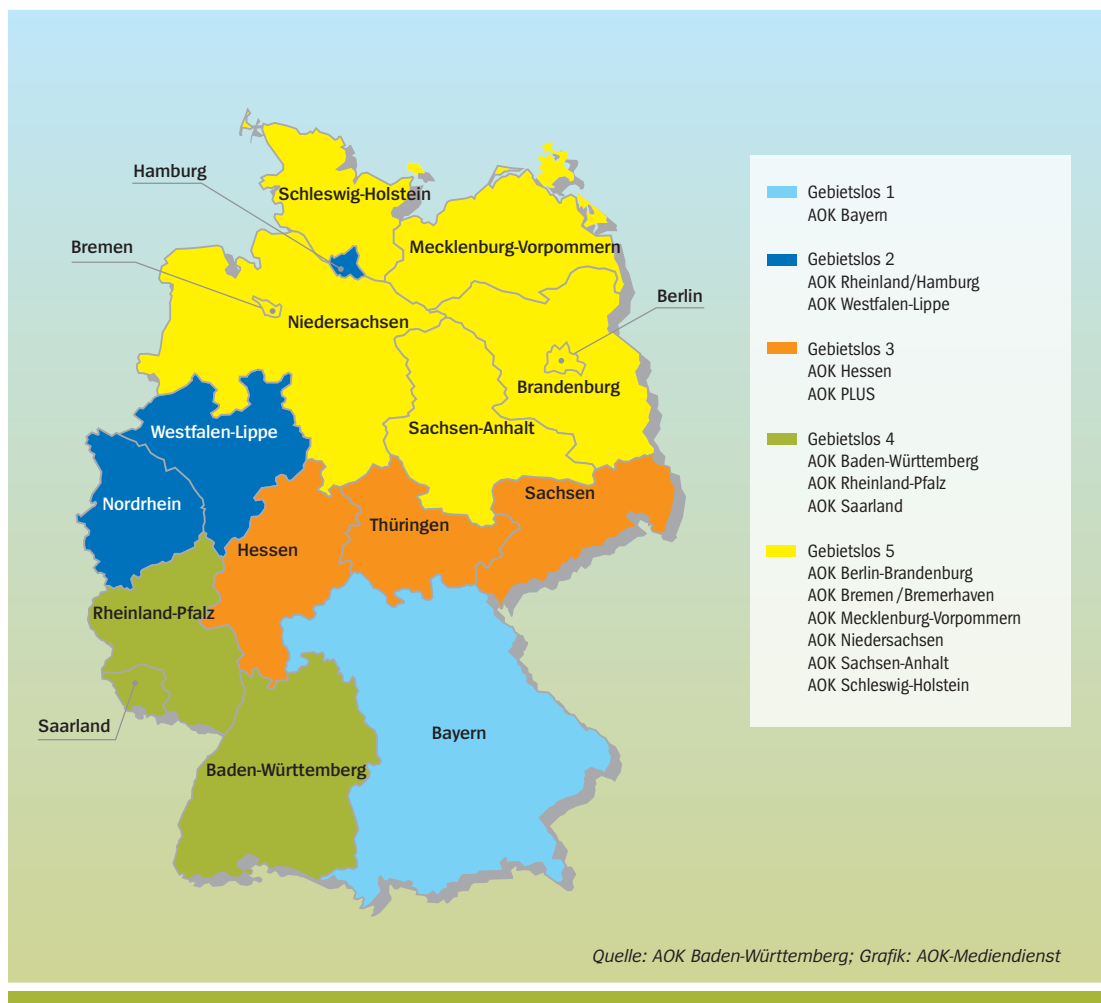 Hamburg
Schleswig-Holstein
Bremen
Mecklenburg-Vorpommern
Berlin
Niedersachsen
Brandenburg
Westfalen-Lippe
Sachsen-Anhalt
Nordrhein
Sachsen
Thüringen
Hessen
Rheinland-Pfalz
Saarland
Bayern
Baden-Württemberg
Gebietslos 1
AOK Bayern
Gebietslos 2
AOK Rheinland/Hamburg
AOK Westfalen-Lippe
Gebietslos 3
AOK Hessen
AOK PLUS
Gebietslos 4
AOK Baden-Württemberg
AOK Rheinland-Pfalz
AOK Saarland
Gebietslos 5
AOK Berlin-Brandenburg
AOK Bremen/Bremerhaven
AOK Mecklenburg-Vorpommern
AOK Niedersachsen
AOK Sachsen-Anhalt
AOK Schleswig-Holstein
Quelle: AOK Baden-Württemberg; Grafik: AOK-Mediendienst